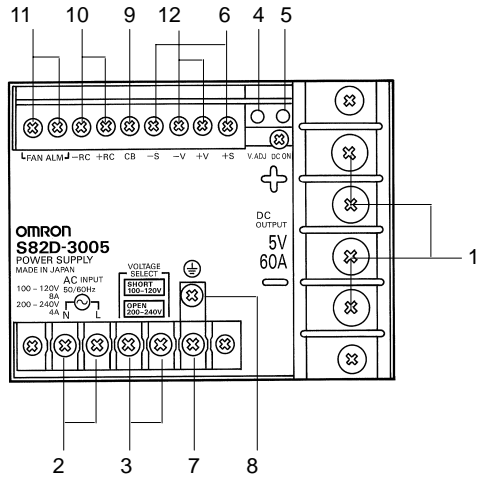 11 10 9 12 6 4 5
FAN ALM −RC +RC CB −S −V +V +S V.ADJ DC ON
+
DC
OUTPUT
5V
60A
−
OMRON
S82D-3005
POWER SUPPLY
MADE IN JAPAN
100－120V
8A
200－240V
4A
AC INPUT
50/60Hz
N L
VOLTAGE
SELECT
SHORT
100-120V
OPEN
200-240V
1
2 3 7 8